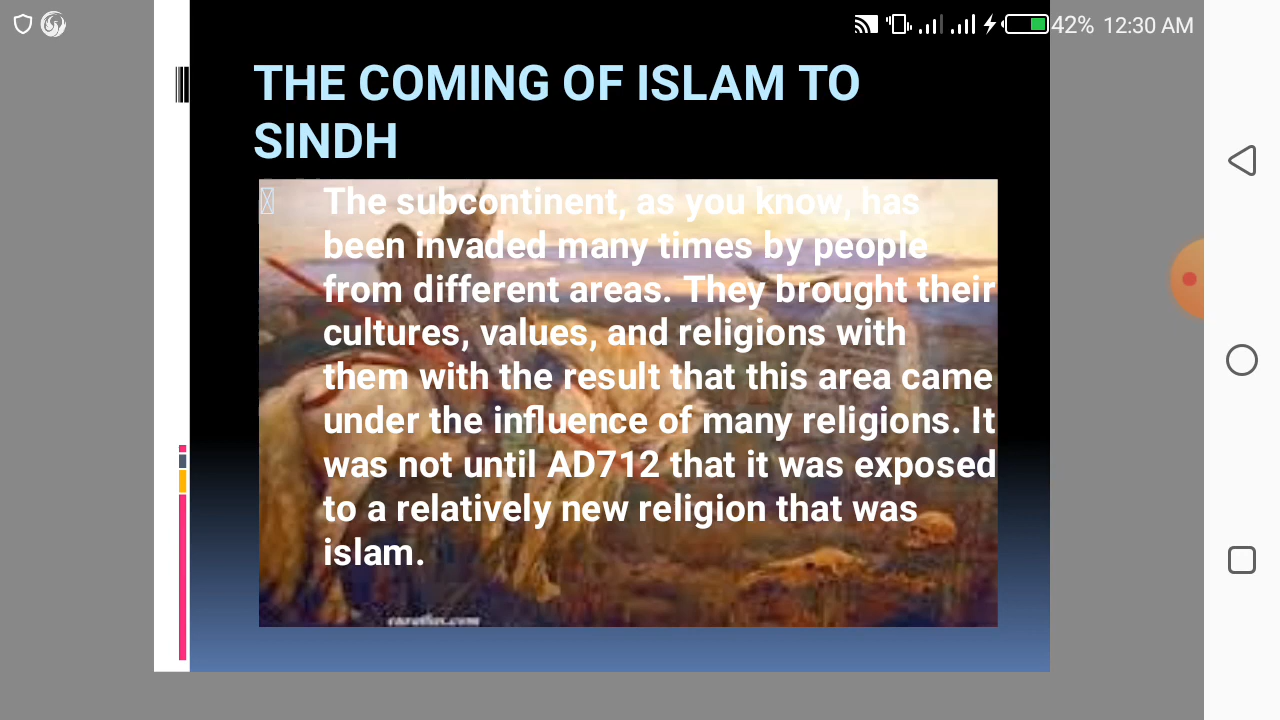 42% 12:30 AM
THE COMING OF ISLAM TO
SINDH
The subcontinent, as you know, has
been invaded many times by people
from different areas. They brought their
cultures, values, and religions with
them with the result that this area came
under the influence of many religions. It
was not until AD712 that it was exposed
to a relatively new religion that was
islam.